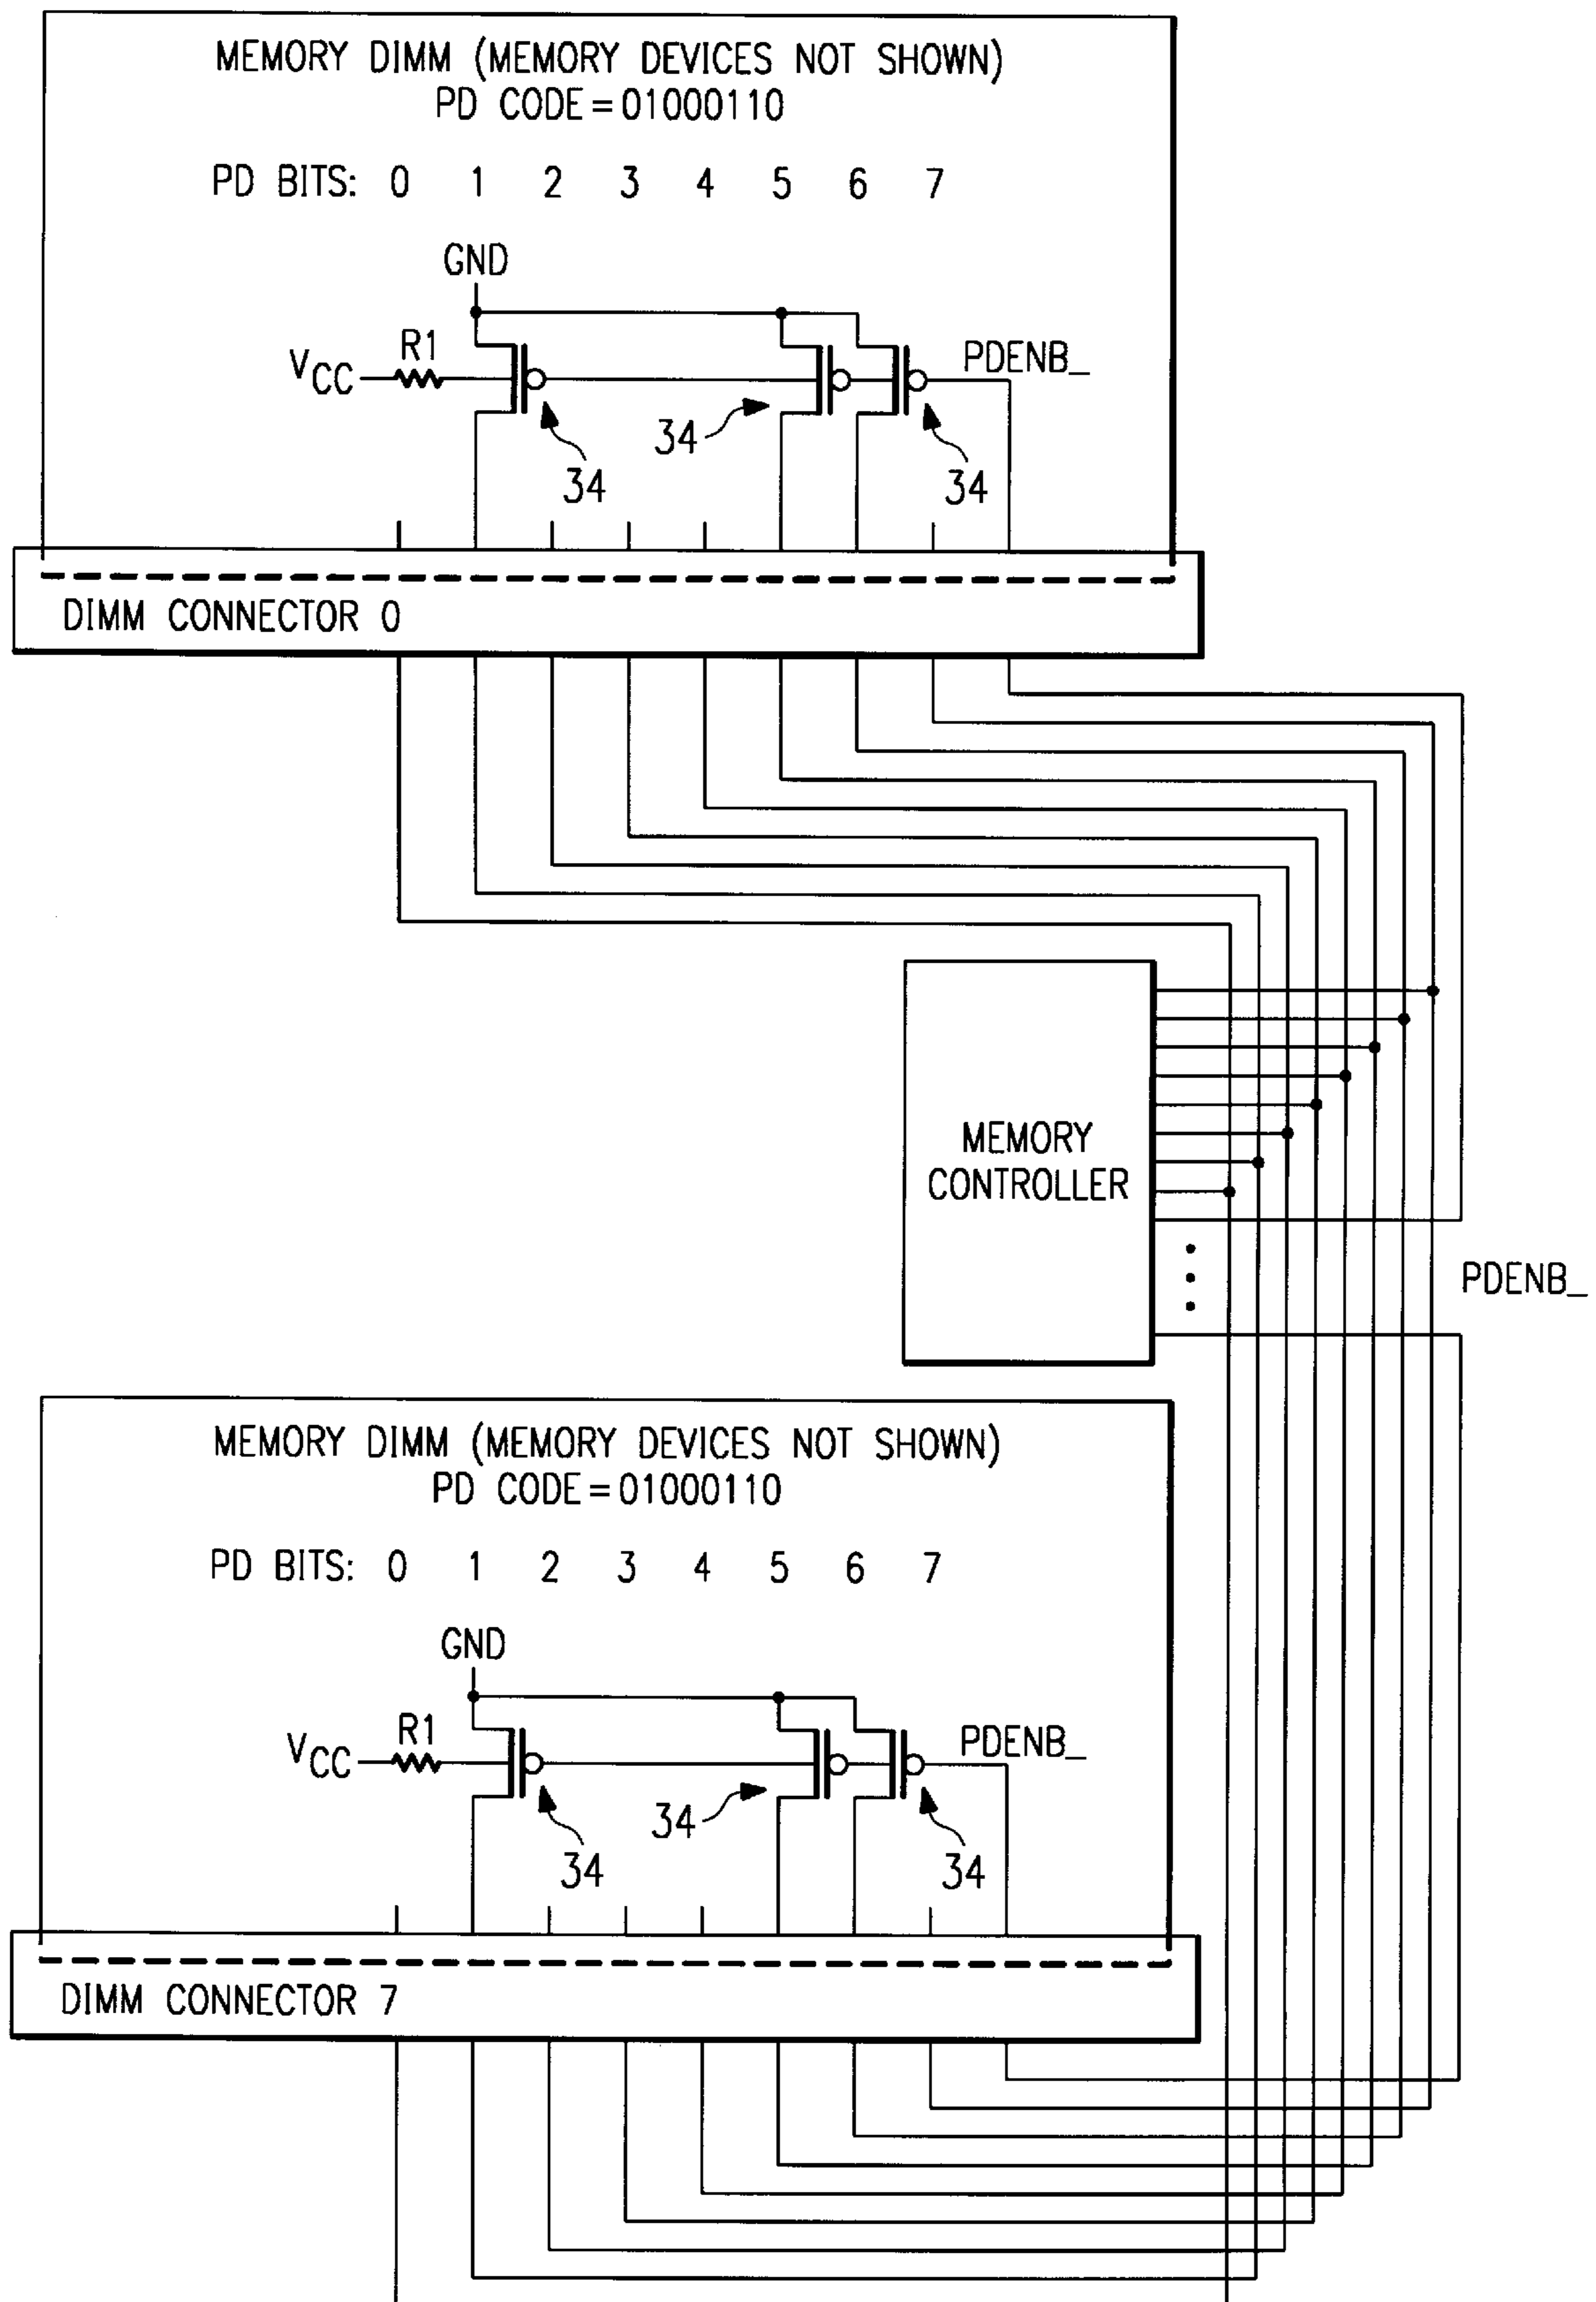 MEMORY DIMM (MEMORY DEVICES NOT SHOWN)
PD CODE=01000110
PD BITS: 0 1 2 3 4 5 6 7
GND
VCC R1 PDENB_
34 34 34
DIMM CONNECTOR 0
MEMORY
CONTROLLER
PDENB_
MEMORY DIMM (MEMORY DEVICES NOT SHOWN)
PD CODE=01000110
PD BITS: 0 1 2 3 4 5 6 7
GND
VCC R1 PDENB_
34 34 34
DIMM CONNECTOR 7